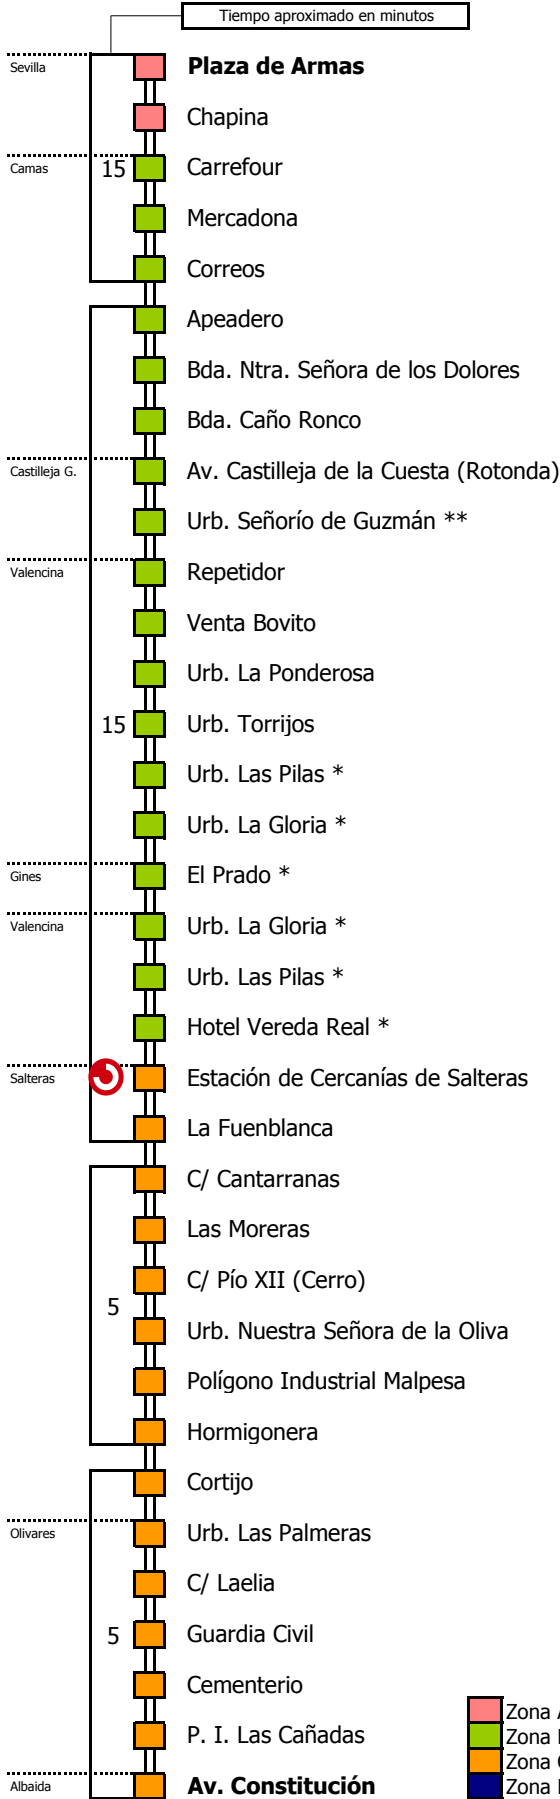 Tiempo aproximado en minutos
Sevilla
Plaza de Armas
Chapina
Camas
15
Carrefour
Mercadona
Correos
Apeadero
Bda. Ntra. Señora de los Dolores
Bda. Caño Ronco
Castilleja G.
Av. Castilleja de la Cuesta (Rotonda)
Urb. Señorío de Guzmán **
Valencina
Repetidor
Venta Bovito
Urb. La Ponderosa
15
Urb. Torrijos
Urb. Las Pilas *
Urb. La Gloria *
Gines
El Prado *
Valencina
Urb. La Gloria *
Urb. Las Pilas *
Hotel Vereda Real *
Salteras
Estación de Cercanías de Salteras
La Fuenblanca
C/ Cantarranas
Las Moreras
C/ Pío XII (Cerro)
5
Urb. Nuestra Señora de la Oliva
Polígono Industrial Malpesa
Hormigonera
Cortijo
Olivares
Urb. Las Palmeras
C/ Laelia
5
Guardia Civil
Cementerio
P. I. Las Cañadas
Albaida
Av. Constitución
Zona A
Zona
Zona
Zona